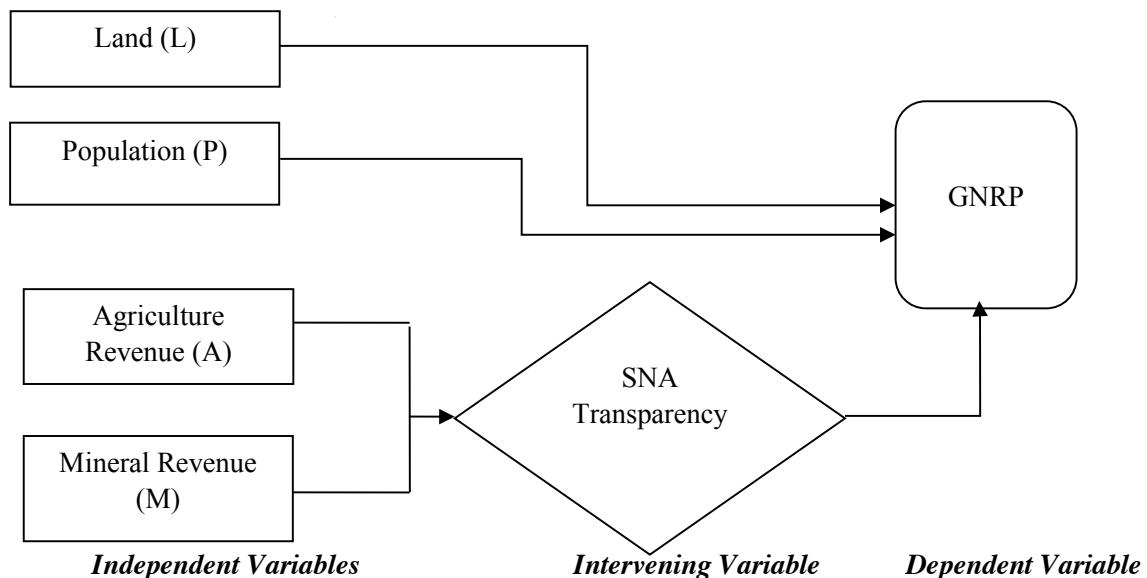 Land (L)
Population (P)
GNRP
Agriculture
Revenue (A)
SNA
Transparency
Mineral Revenue
(M)
Independent Variables Intervening Variable Dependent Variable